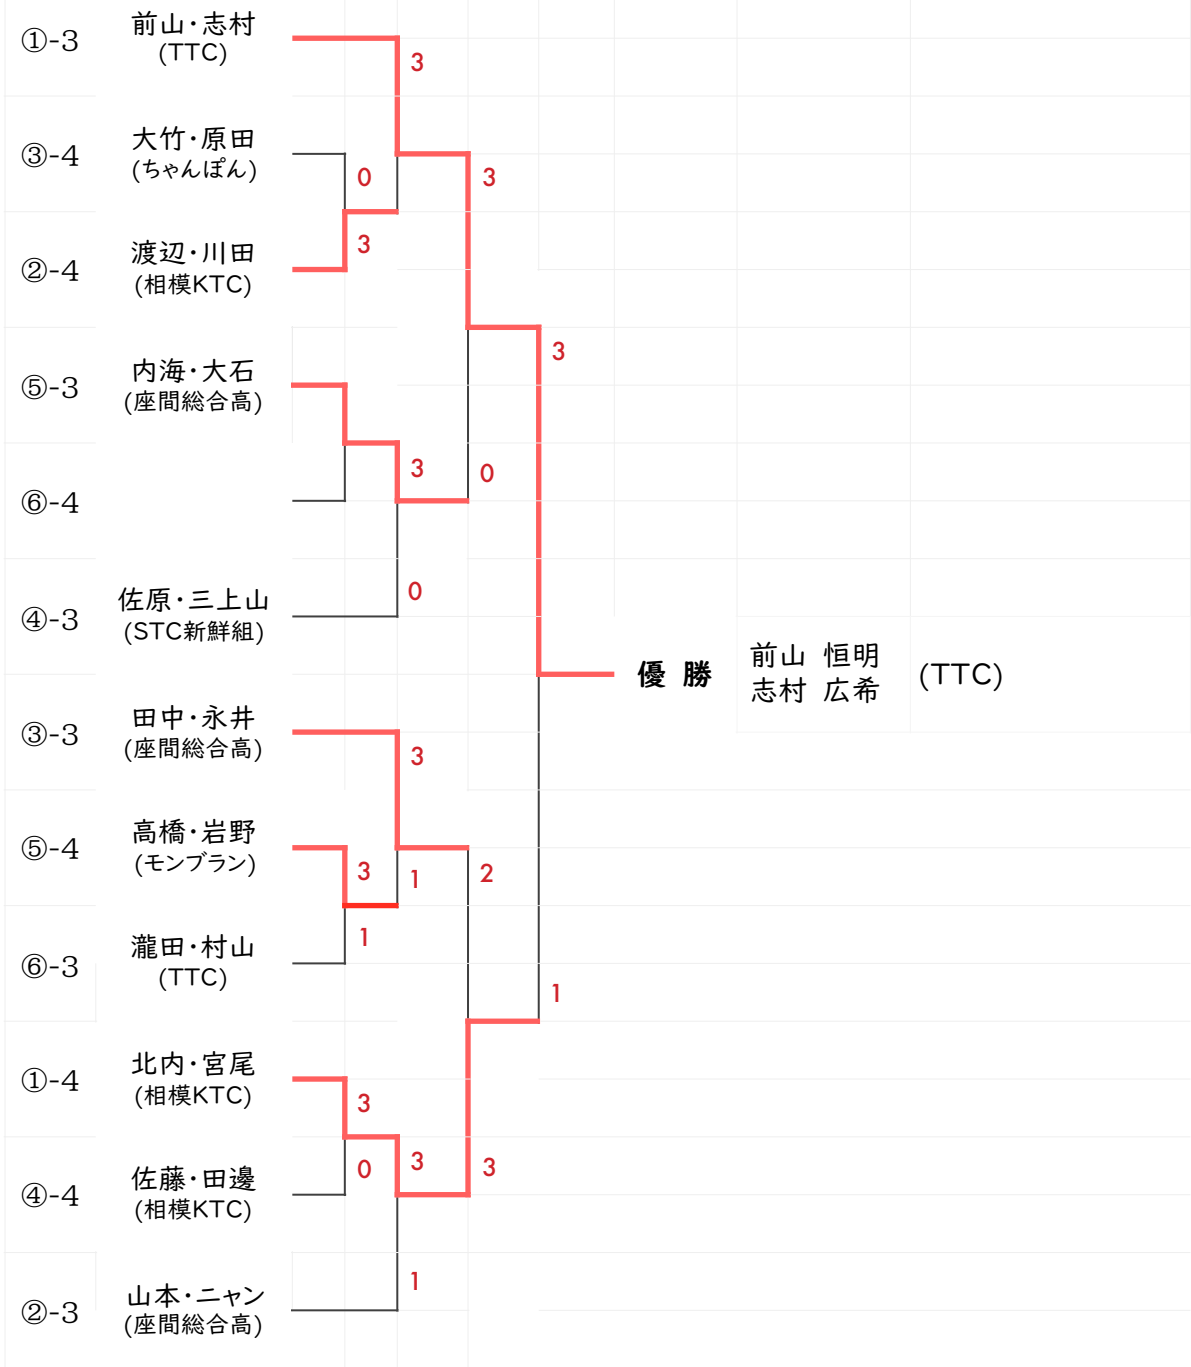 ①-3
前山・志村
(TTC)
3
③-4
大竹・原田
(ちゃんぽん)
0
3
②-4
渡辺・川田
(相模KTC)
3
⑤-3
内海・大石
(座間総合高)
3
3
0
⑥-4
④-3
佐原・三上山
(STC新鮮組)
0
優 勝
前山 恒明
志村 広希
(TTC)
③-3
田中・永井
(座間総合高)
3
⑤-4
高橋・岩野
(モンブラン)
3
1
2
⑥-3
瀧田・村山
(TTC)
1
1
①-4
北内・宮尾
(相模KTC)
3
④-4
佐藤・田邊
(相模KTC)
0
3
3
②-3
山本・ニャン
(座間総合高)
1